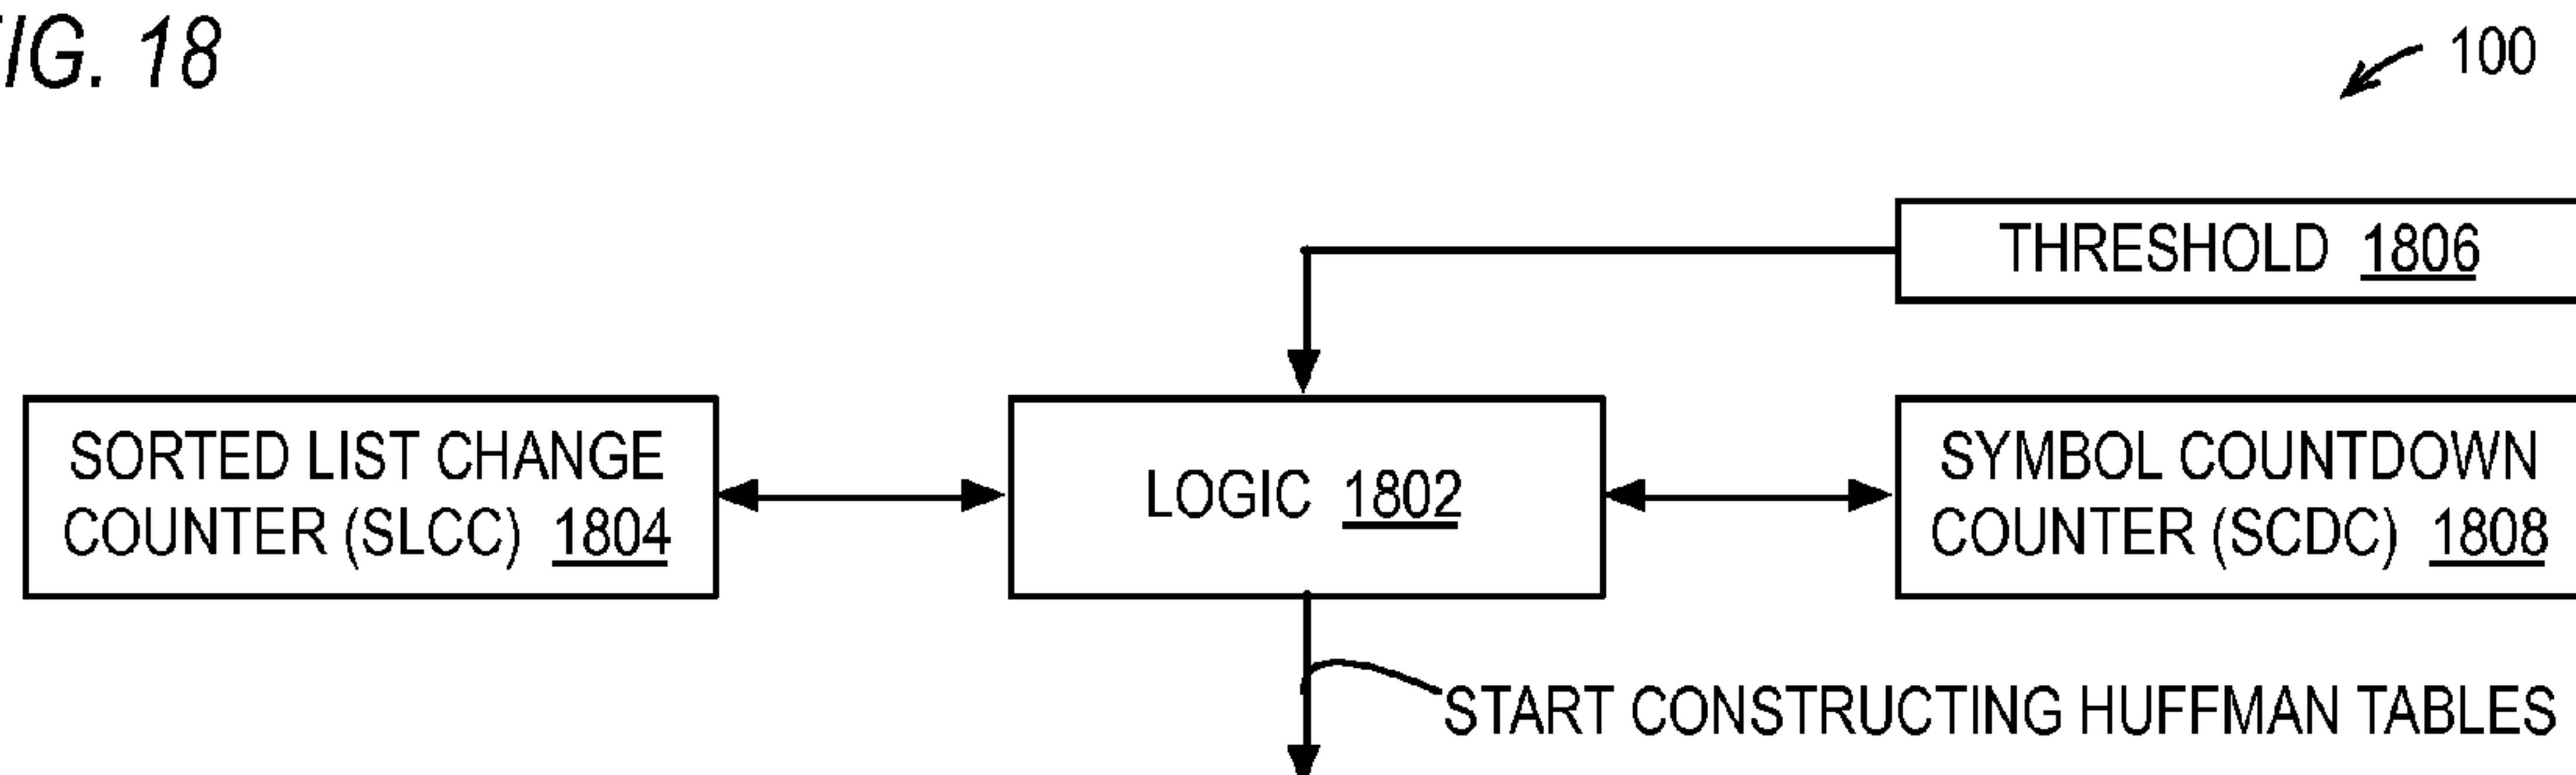 IG. 18
100
THRESHOLD 1806
SORTED LIST CHANGE
COUNTER (SLCC) 1804
LOGIC 1802
SYMBOL COUNTDOWN
COUNTER (SCDC) 1808
START CONSTRUCTING HUFFMAN TABLES